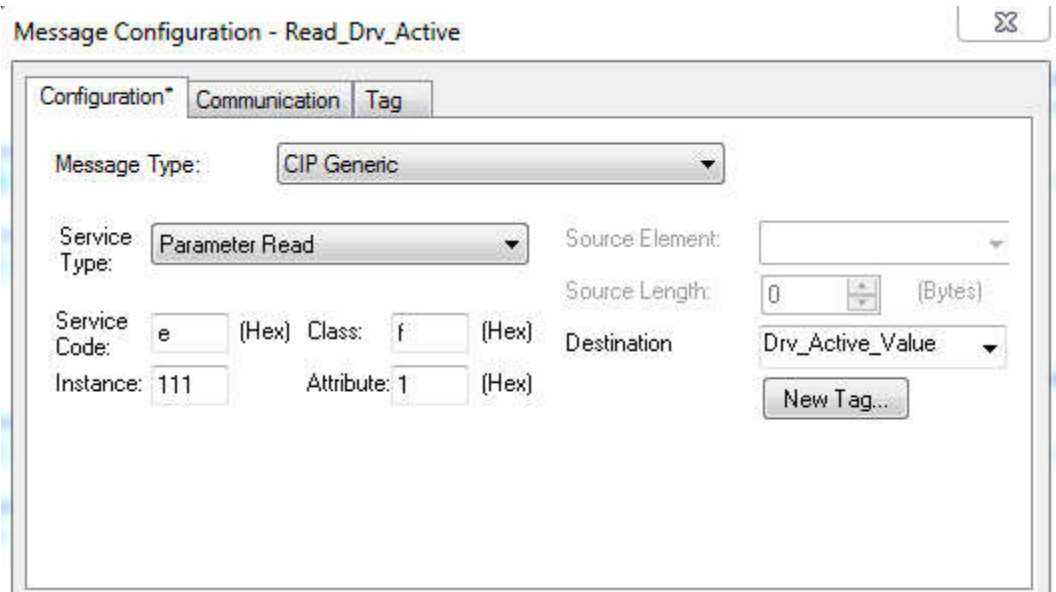 Message Configuration - Read_Drv_Active
Configuration* Communication Tag
Message Type: CIP Generic
Service Type: Parameter Read Source Element:
Source Length: 0 (Bytes)
Service Code: e (Hex) Class: f (Hex) Destination Drv_Active_Value
Instance: 111 Attribute: 1 (Hex) New Tag...